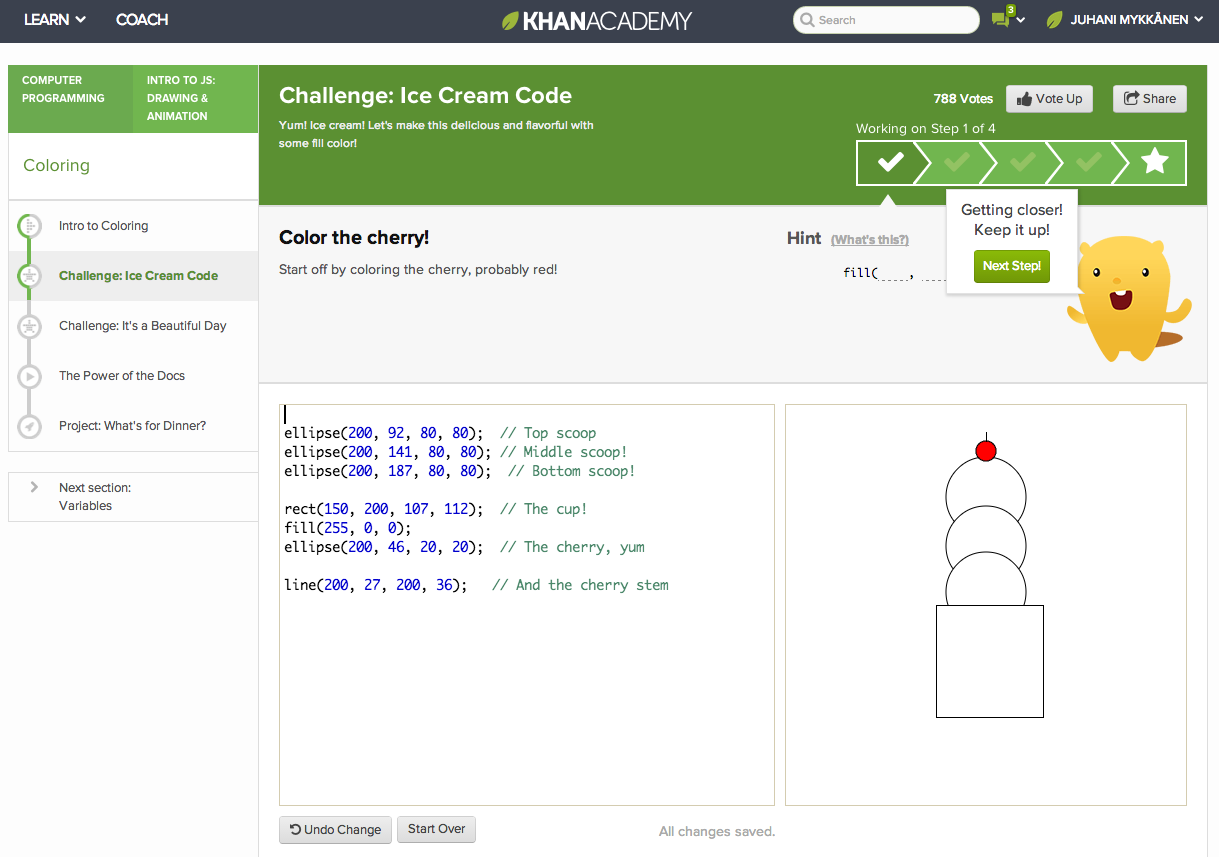 LEARN
COACH
KHANACADEMY
Search
3
JUHANI MYKKÄNEN
COMPUTER
PROGRAMMING
INTRO TO JS:
DRAWING &
ANIMATION
Coloring
Intro to Coloring
Challenge: Ice Cream Code
Challenge: It's a Beautiful Day
The Power of the Docs
Project: What's for Dinner?
Next section:
Variables
Challenge: Ice Cream Code
Yum! Ice cream! Let's make this delicious and flavorful with
some fill color!
788 Votes
Vote Up
Share
Working on Step 1 of 4
Color the cherry!
Start off by coloring the cherry, probably red!
Hint (What's this?)
fill(____, ____
Getting closer!
Keep it up!
Next Step!
ellipse(200, 92, 80, 80);  // Top scoop
ellipse(200, 141, 80, 80); // Middle scoop!
ellipse(200, 187, 80, 80);  // Bottom scoop!
rect(150, 200, 107, 112);  // The cup!
fill(255, 0, 0);
ellipse(200, 46, 20, 20);  // The cherry, yum
line(200, 27, 200, 36);   // And the cherry stem
Undo Change
Start Over
All changes saved.